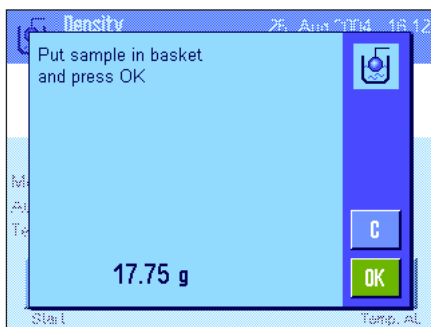 Density 26. Aug 2004 16:12
Put sample in basket
and press OK
C
17.75 g
OK
Start Temp. AL